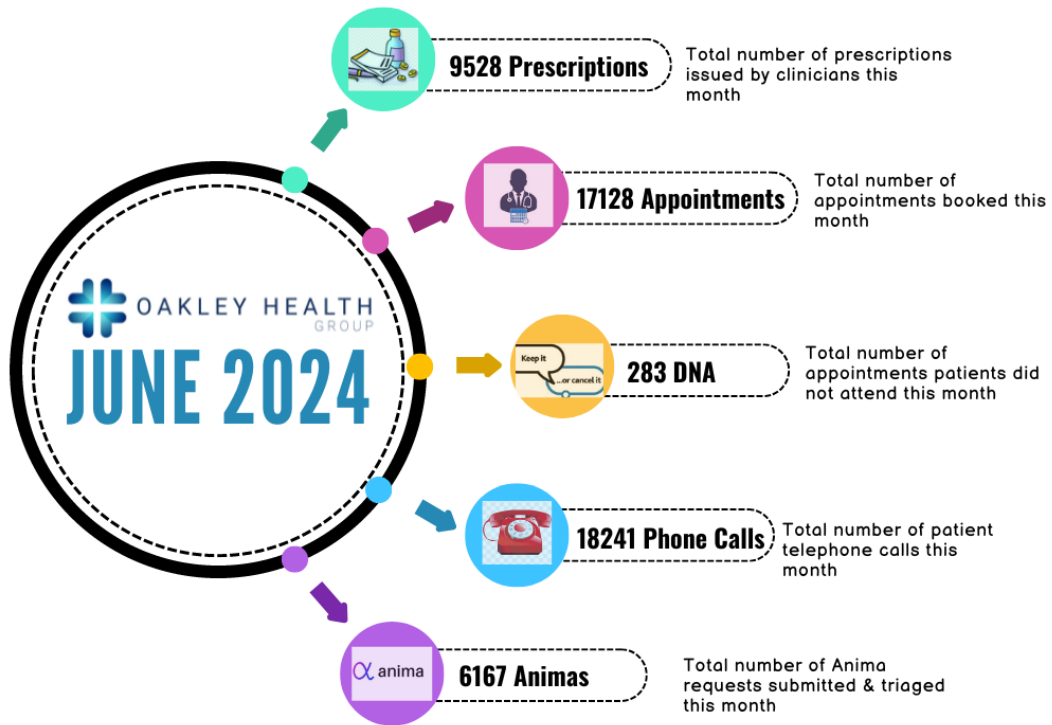 9528 Prescriptions
Total number of prescriptions
issued by clinicians this
month
17128 Appointments
Total number of
appointments booked this
month
OAKLEY HEALTH
GROUP
JUNE 2024
Keep it
...or cancel it
283 DNA
Total number of
appointments patients did
not attend this month
18241 Phone Calls
Total number of patient
telephone calls this
month
α anima
6167 Animas
Total number of Anima
requests submitted & triaged
this month